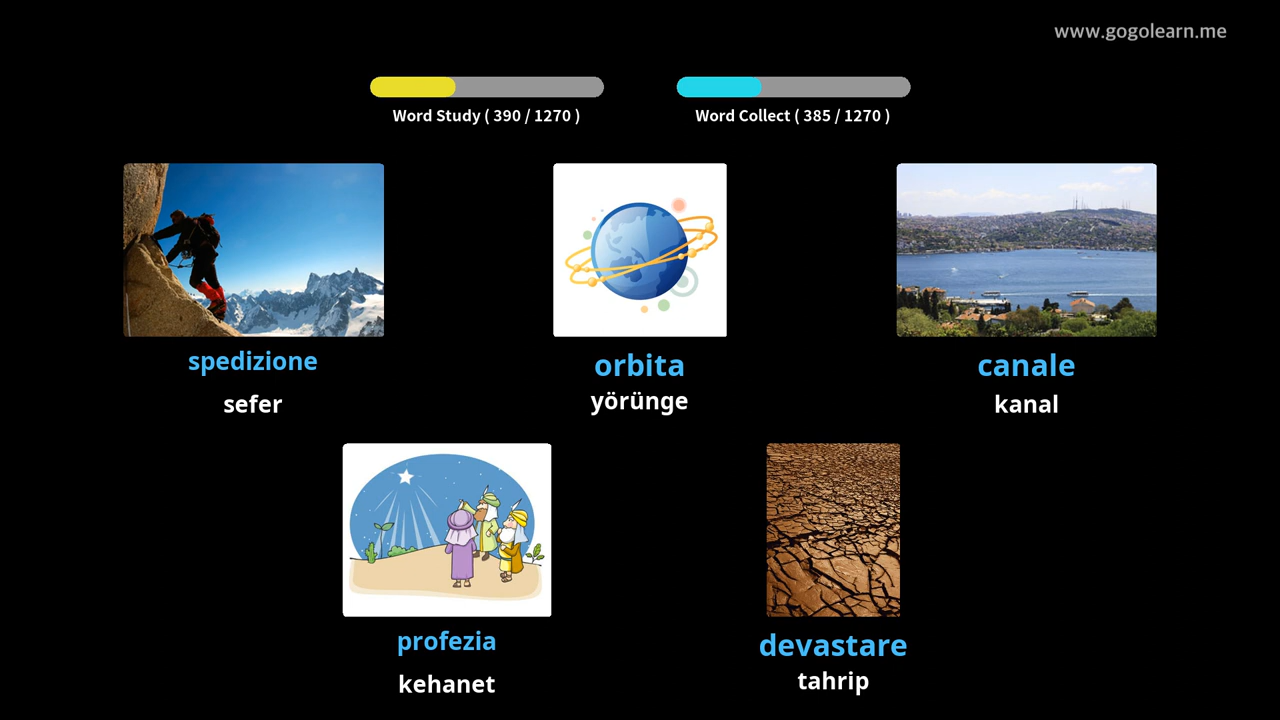 www.gogolearn.me
Word Study ( 390 / 1270 )
Word Collect ( 385 / 1270 )
spedizione
sefer
orbita
yörünge
canale
kanal
profezia
kehanet
devastare
tahrip